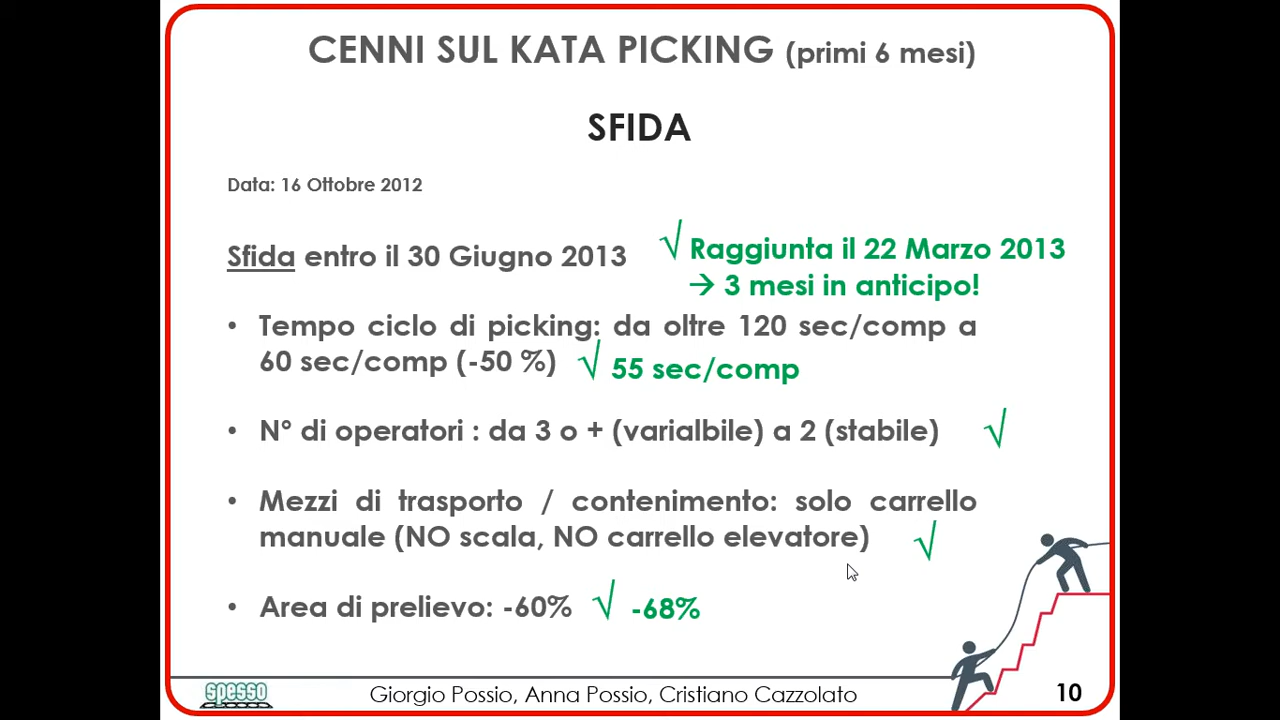 CENNI SUL KATA PICKING (primi 6 mesi)
SFIDA
Data: 16 Ottobre 2012
Sfida entro il 30 Giugno 2013
√ Raggiunta il 22 Marzo 2013
→ 3 mesi in anticipo!
• Tempo ciclo di picking: da oltre 120 sec/comp a
60 sec/comp (-50 %) √ 55 sec/comp
• N° di operatori : da 3 o + (varialbile) a 2 (stabile) √
• Mezzi di trasporto / contenimento: solo carrello
manuale (NO scala, NO carrello elevatore) √
• Area di prelievo: -60% √ -68%
spesso
Giorgio Possio, Anna Possio, Cristiano Cazzolato
10